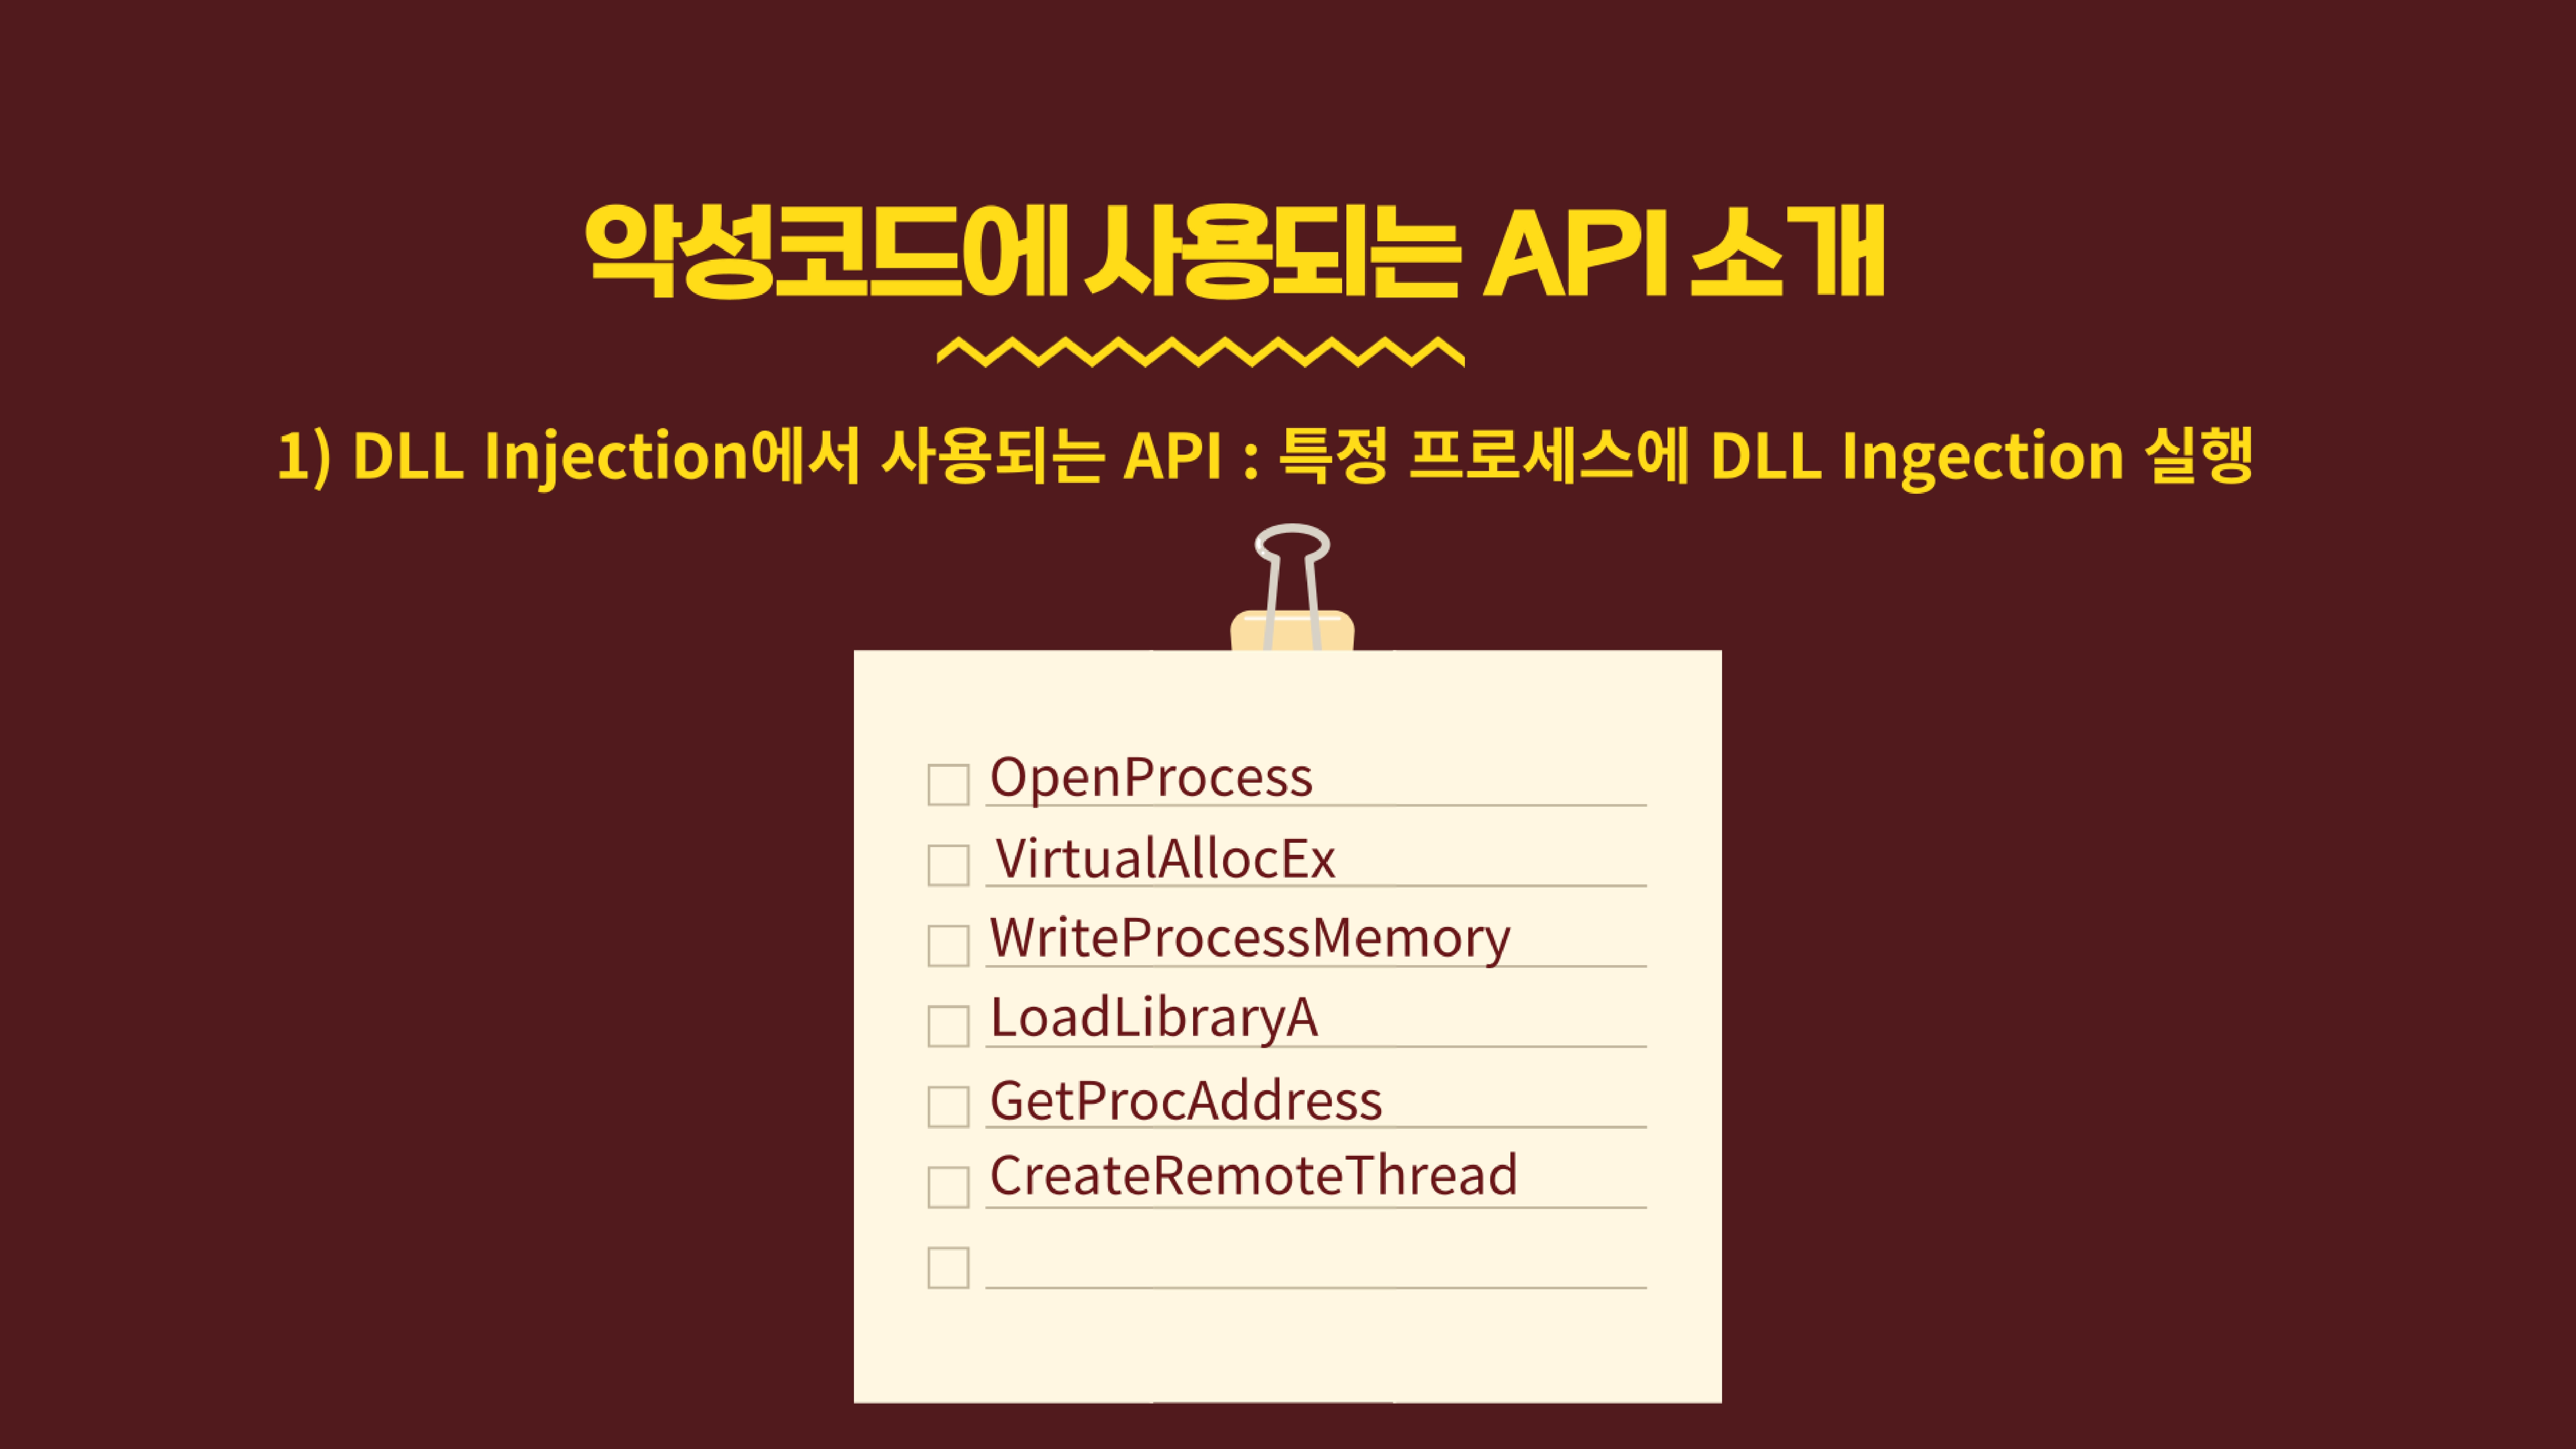 악성코드에 사용되는 API 소개
1) DLL Injection에서 사용되는 API : 특정 프로세스에 DLL Ingection 실행
OpenProcess
VirtualAllocEx
WriteProcessMemory
LoadLibraryA
GetProcAddress
CreateRemoteThread